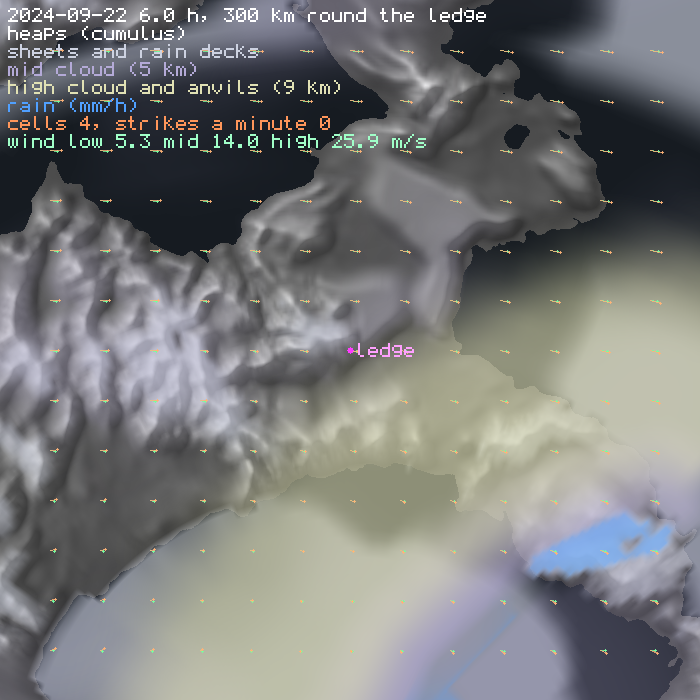 2024-09-22 6.0 h, 300 km round the ledge
heaPs (cumulus)
sheets and rain decks
mid cloud (5 km)
high cloud and anvils (9 km)
rain (mm/h)
cells 4, strikes a minute 0
wind low 5.3 mid 14.0 high 25.9 m/s
ledge